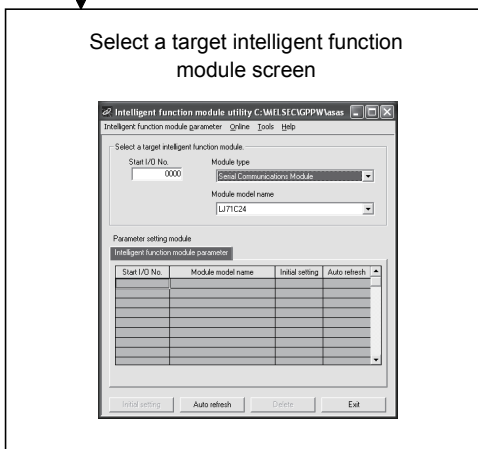 Select a target intelligent function
module screen
Intelligent function module utility C:\MELSEC\GPPW\asas
Intelligent function module parameter Online Tools Help
Select a target intelligent function module.
Start I/O No. Module type
0000 Serial Communications Module
Module model name
LJ71C24
Parameter setting module
Intelligent function module parameter
Start I/O No. Module model name Initial setting Auto refresh
Initial setting Auto refresh Delete Exit